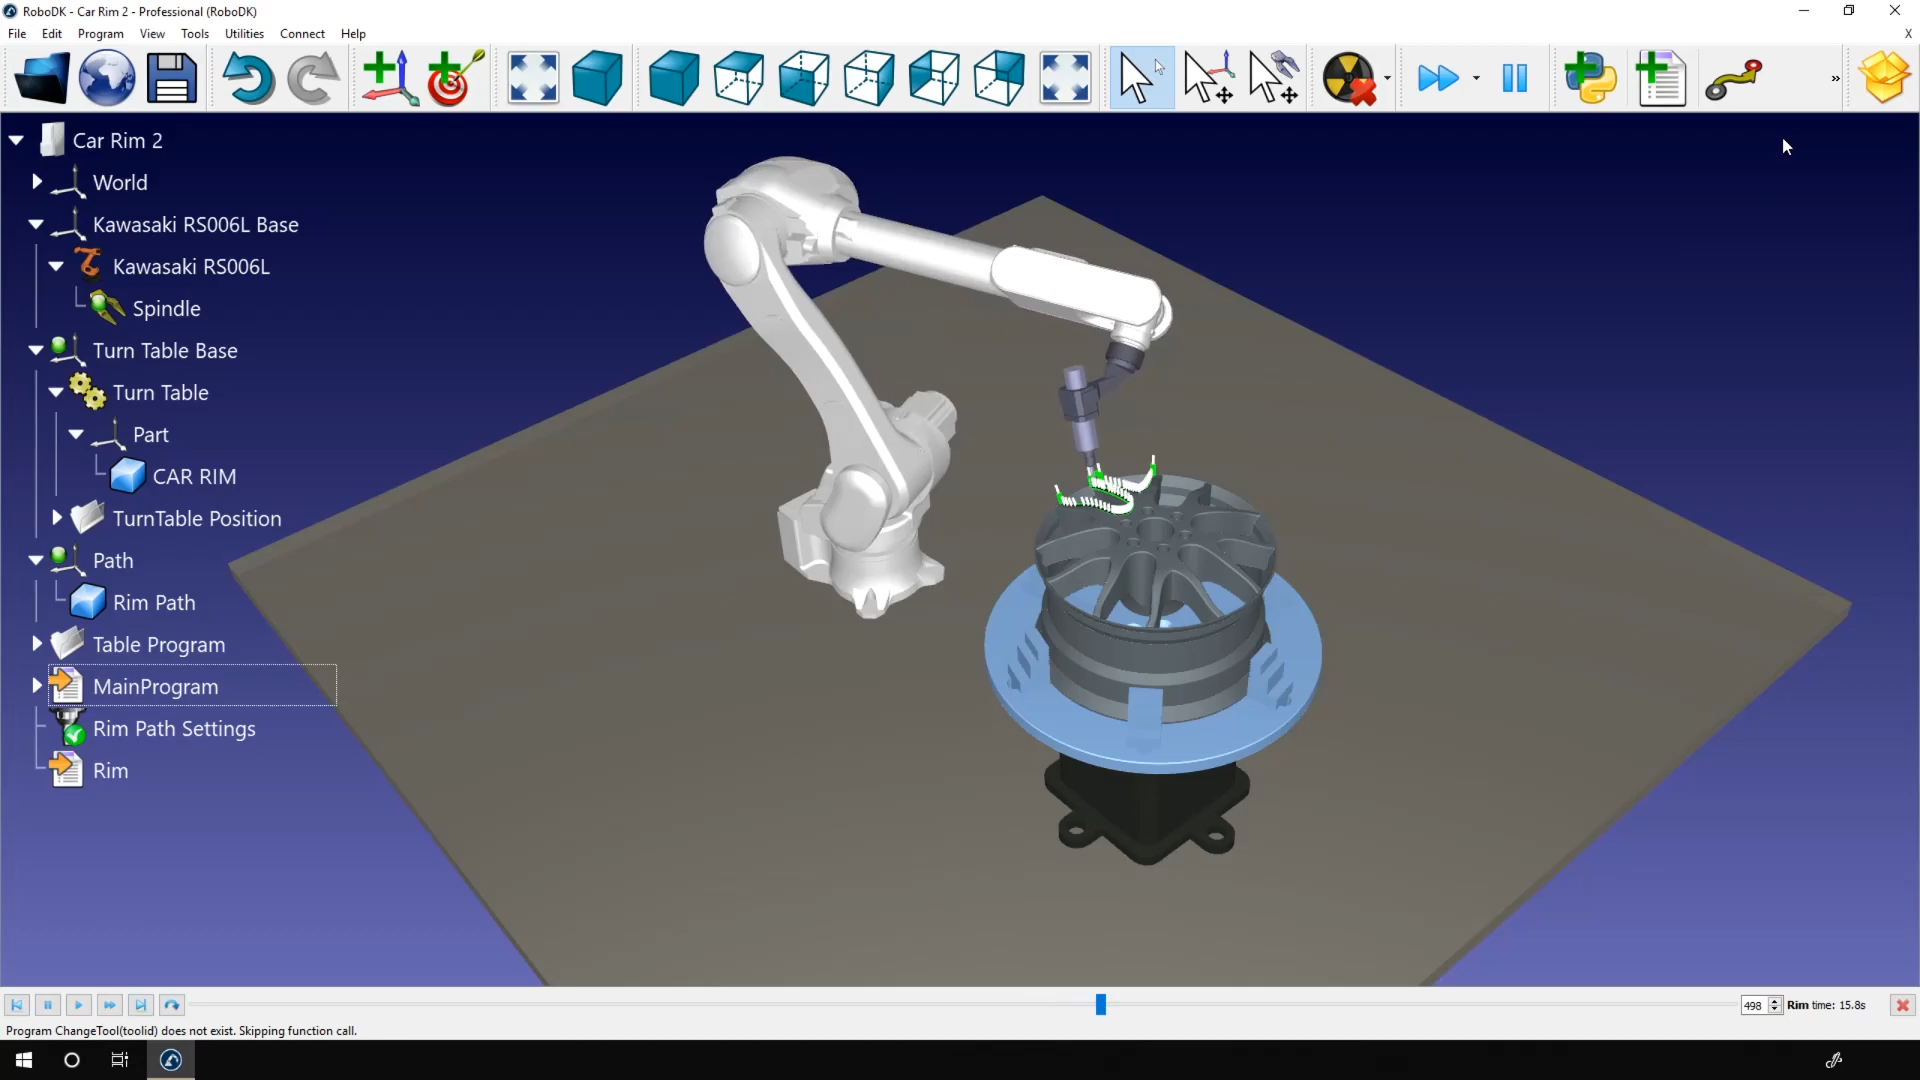 RoboDK - Car Rim 2 - Professional (RoboDK)
File Edit Program View Tools Utilities Connect Help
X
»
Car Rim 2
World
Kawasaki RS006L Base
Kawasaki RS006L
Spindle
Turn Table Base
Turn Table
Part
CAR RIM
TurnTable Position
Path
Rim Path
Table Program
MainProgram
Rim Path Settings
Rim
498 Rim time: 15.8s
Program ChangeTool(toolid) does not exist. Skipping function call.